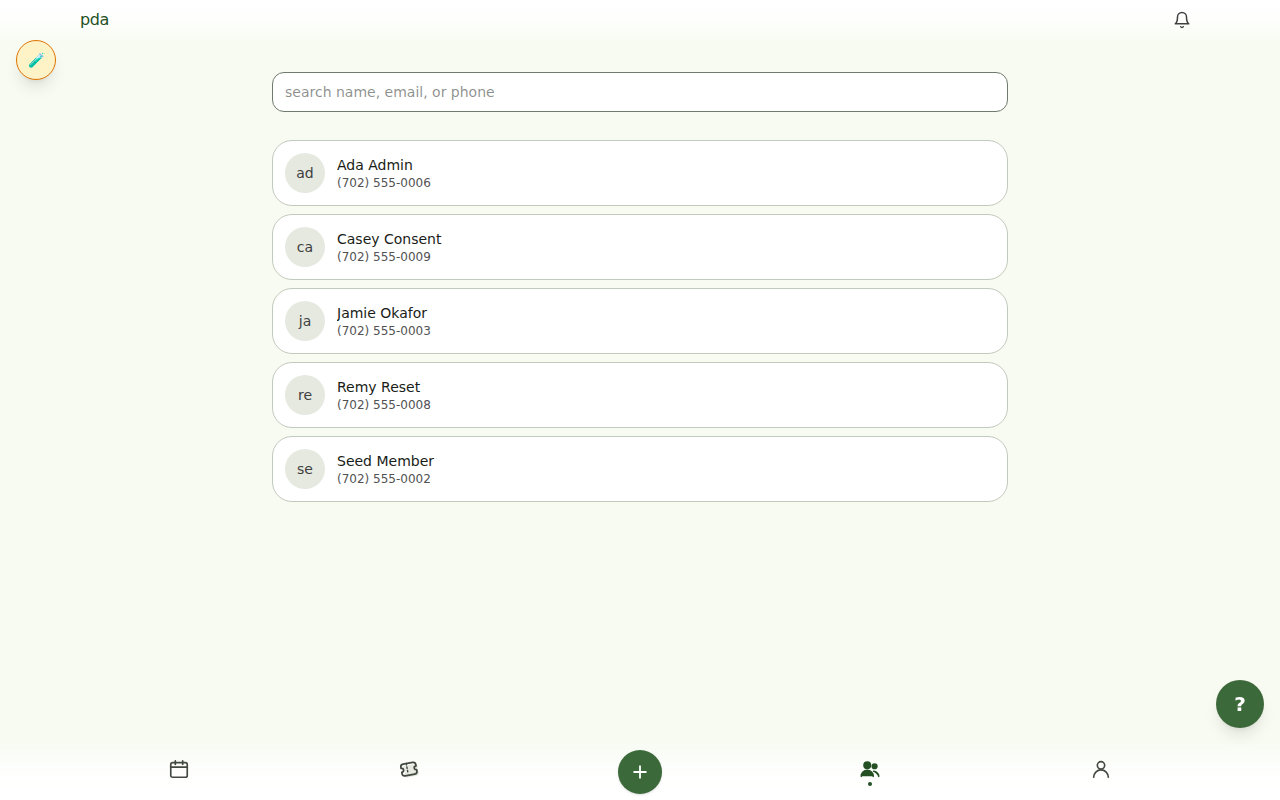 pda
search name, email, or phone
ad
Ada Admin
(702) 555-0006
ca
Casey Consent
(702) 555-0009
ja
Jamie Okafor
(702) 555-0003
re
Remy Reset
(702) 555-0008
se
Seed Member
(702) 555-0002
?